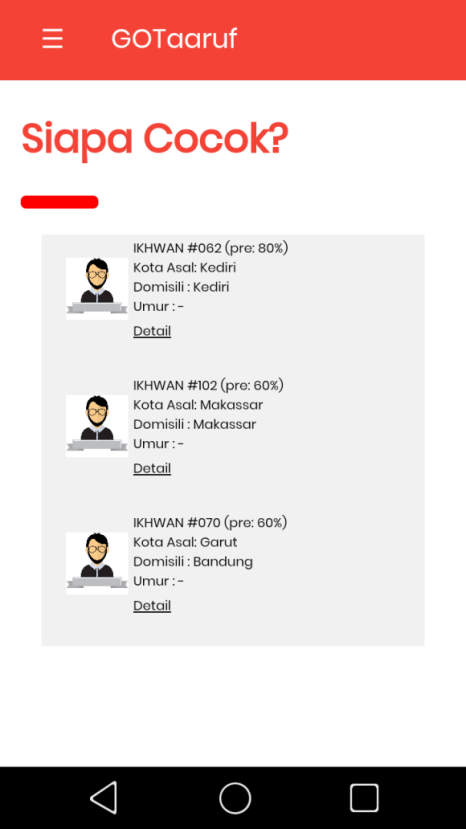 GOTaaruf
Siapa Cocok?
IKHWAN #062 (pre: 80%)
Kota Asal: Kediri
Domisili : Kediri
Umur : -
Detail
IKHWAN #102 (pre: 60%)
Kota Asal: Makassar
Domisili : Makassar
Umur : -
Detail
IKHWAN #070 (pre: 60%)
Kota Asal: Garut
Domisili : Bandung
Umur : -
Detail